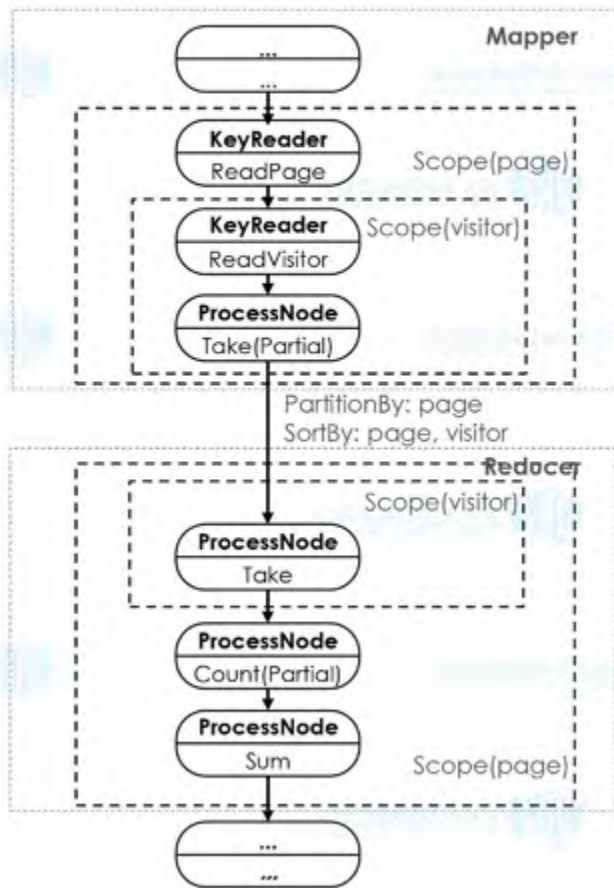 Mapper
...
...
KeyReader
ReadPage
Scope(page)
KeyReader
ReadVisitor
Scope(visitor)
ProcessNode
Take(Partial)
PartitionBy: page
SortBy: page, visitor
Reducer
Scope(visitor)
ProcessNode
Take
ProcessNode
Count(Partial)
ProcessNode
Sum
Scope(page)
...
...